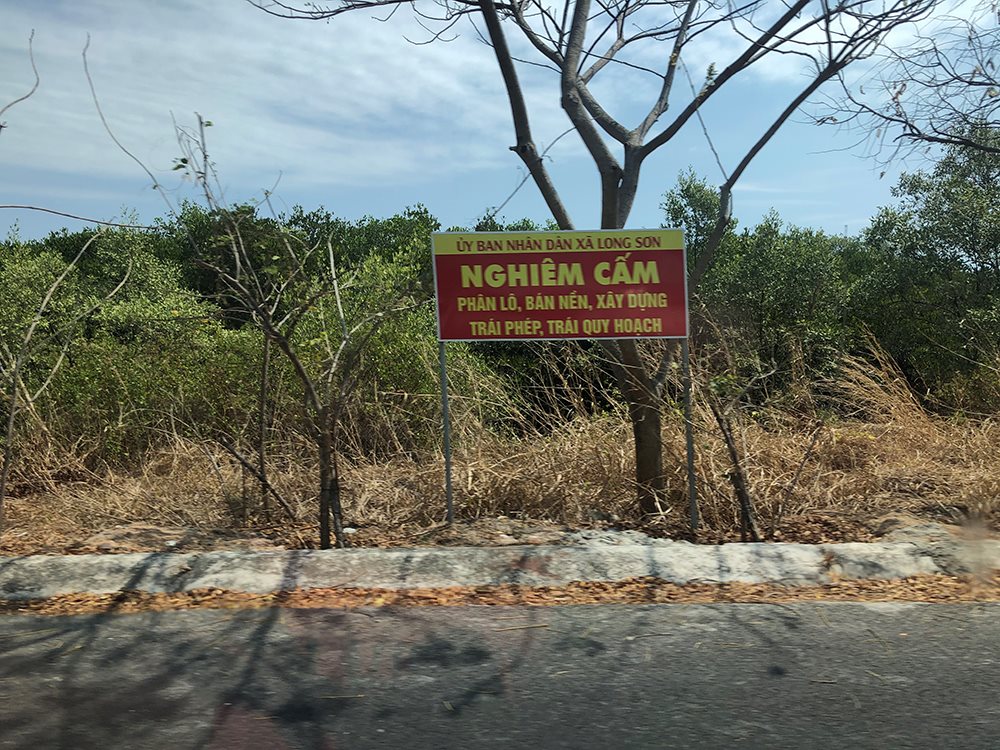 ỦY BAN NHÂN DÂN XÃ LONG SƠN
NGHIÊM CẤM
PHÂN LÔ, BÁN NỀN, XÂY DỰNG
TRÁI PHÉP, TRÁI QUY HOẠCH